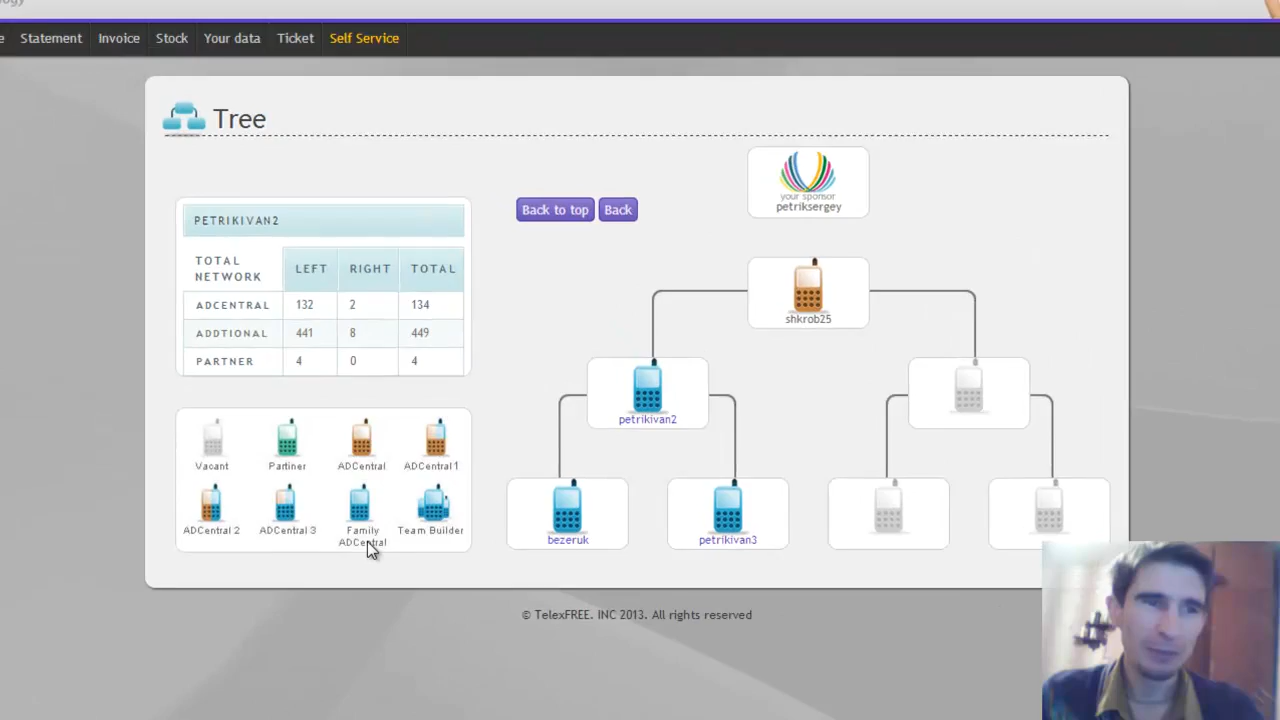 ology
e Statement Invoice Stock Your data Ticket Self Service
Tree
your sponsor
petriksergey
Back to top Back
PETRIKIVAN2
TOTAL NETWORK LEFT RIGHT TOTAL
ADCENTRAL 132 2 134
ADDTIONAL 441 8 449
PARTNER 4 0 4
shkrob25
petrikivan2
Vacant Partiner ADCentral ADCentral 1
ADCentral 2 ADCentral 3 Family ADCentral Team Builder
bezeruk petrikivan3
© TelexFREE. INC 2013. All rights reserved